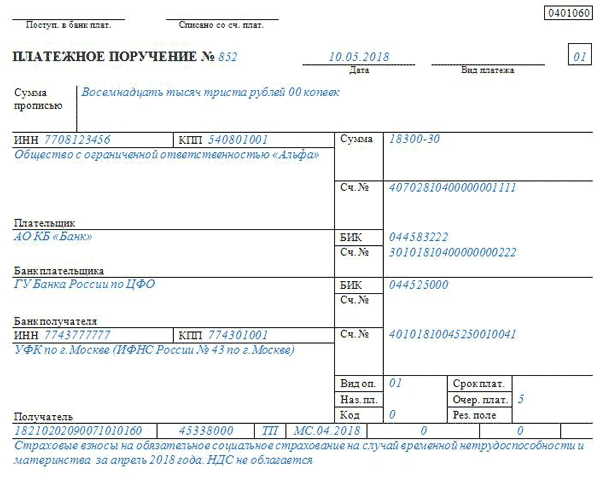 0401060
Поступ. в банк плат. Списано со сч. плат.
ПЛАТЕЖНОЕ ПОРУЧЕНИЕ № 852 10.05.2018 01
Дата Вид платежа
Сумма прописью Восемнадцать тысяч триста рублей 00 копеек
ИНН 7708123456 КПП 540801001 Сумма 18300-30
Общество с ограниченной ответственностью «Альфа»
Сч. № 40702810400000001111
Плательщик
АО КБ «Банк» БИК 044583222
Сч. № 30101810400000000222
Банк плательщика
ГУ Банка России по ЦФО БИК 044525000
Сч. №
Банк получателя
ИНН 7743777777 КПП 774301001 Сч. № 40101810045250010041
УФК по г.Москве (ИФНС России № 43 по г.Москве)
Вид оп. 01 Срок плат.
Наз. пл. Очер. плат. 5
Получатель Код 0 Рез. поле
18210202090071010160 45338000 ТП МС.04.2018 0 0
Страховые взносы на обязательное социальное страхование на случай временной нетрудоспособности и
материнства за апрель 2018 года. НДС не облагается